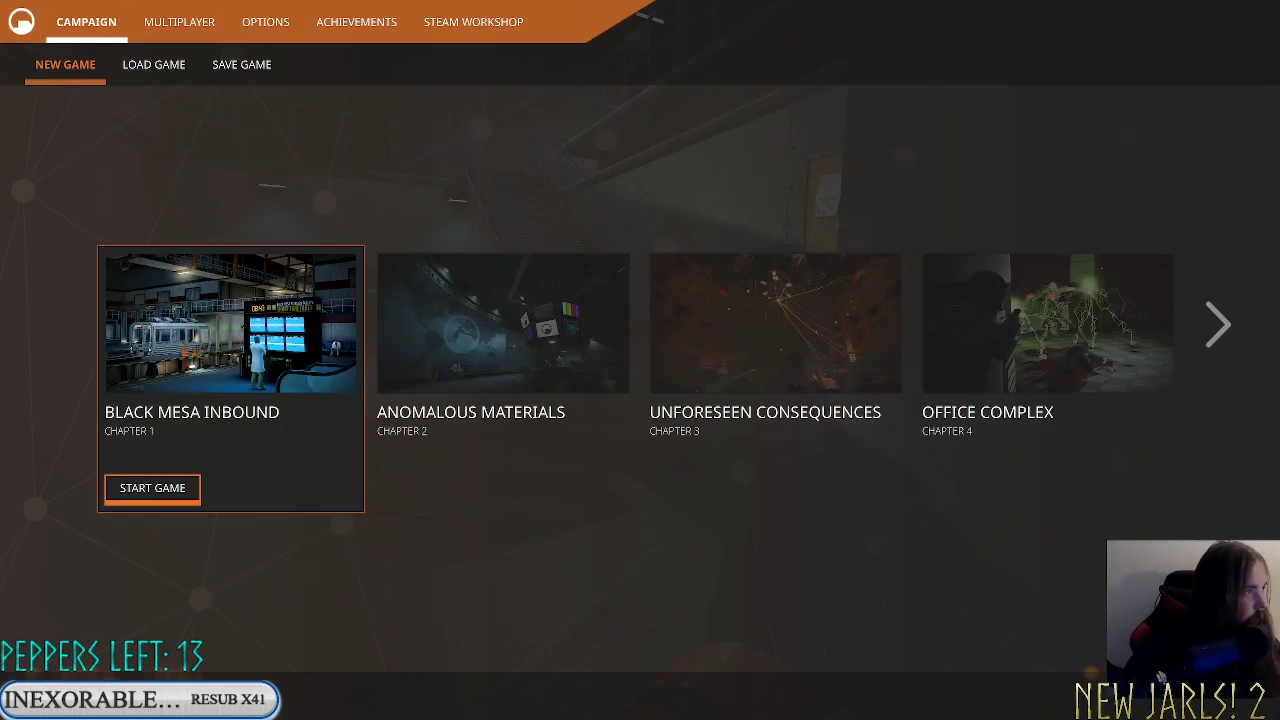 CAMPAIGN MULTIPLAYER OPTIONS ACHIEVEMENTS STEAM WORKSHOP
NEW GAME LOAD GAME SAVE GAME
BLACK MESA INBOUND
CHAPTER 1
START GAME
ANOMALOUS MATERIALS
CHAPTER 2
UNFORESEEN CONSEQUENCES
CHAPTER 3
OFFICE COMPLEX
CHAPTER 4
PEPPERS LEFT: 13
INEXORABLE... RESUB X41
NEW JARLS! 2